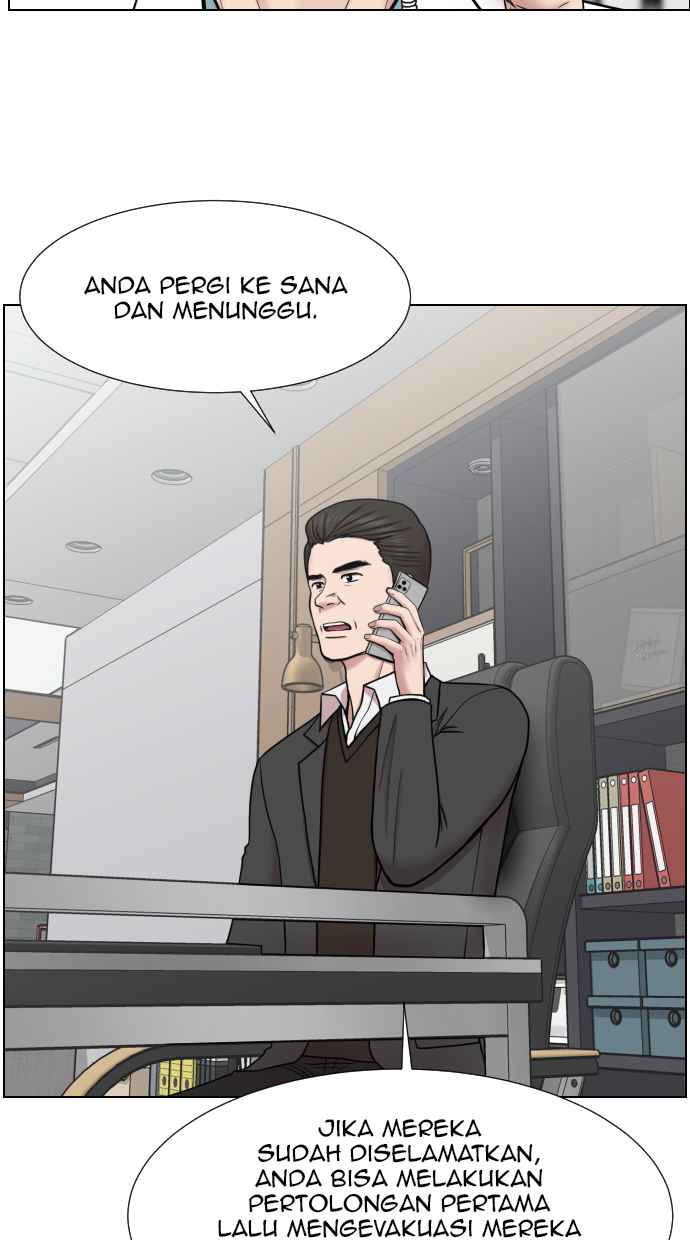 ANDA PERGI KE SANA
DAN MENUNGGU.
JIKA MEREKA
SUDAH DISELAMATKAN,
ANDA BISA MELAKUKAN
PERTOLONGAN PERTAMA
LALU MENGEVAKUASI MEREKA